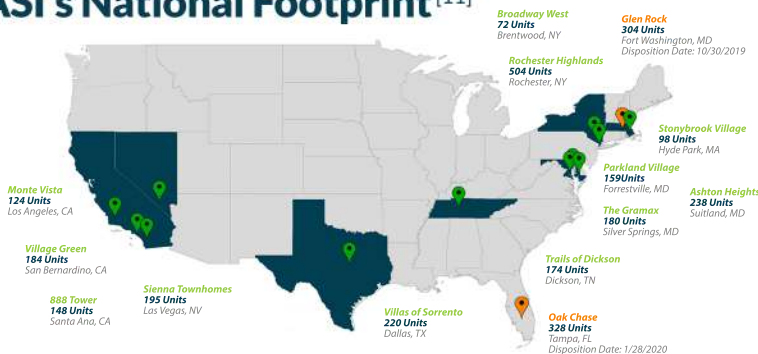 ASI's National Footprint [11]
Broadway West
72 Units
Brentwood, NY
Glen Rock
304 Units
Fort Washington, MD
Disposition Date: 10/30/2019
Rochester Highlands
504 Units
Rochester, NY
Stonybrook Village
98 Units
Hyde Park, MA
Parkland Village
159Units
Forrestville, MD
Ashton Heights
238 Units
Suitland, MD
The Gramax
180 Units
Silver Springs, MD
Monte Vista
124 Units
Los Angeles, CA
Village Green
184 Units
San Bernardino, CA
888 Tower
148 Units
Santa Ana, CA
Sienna Townhomes
195 Units
Las Vegas, NV
Villas of Sorrento
220 Units
Dallas, TX
Trails of Dickson
174 Units
Dickson, TN
Oak Chase
328 Units
Tampa, FL
Disposition Date: 1/28/2020